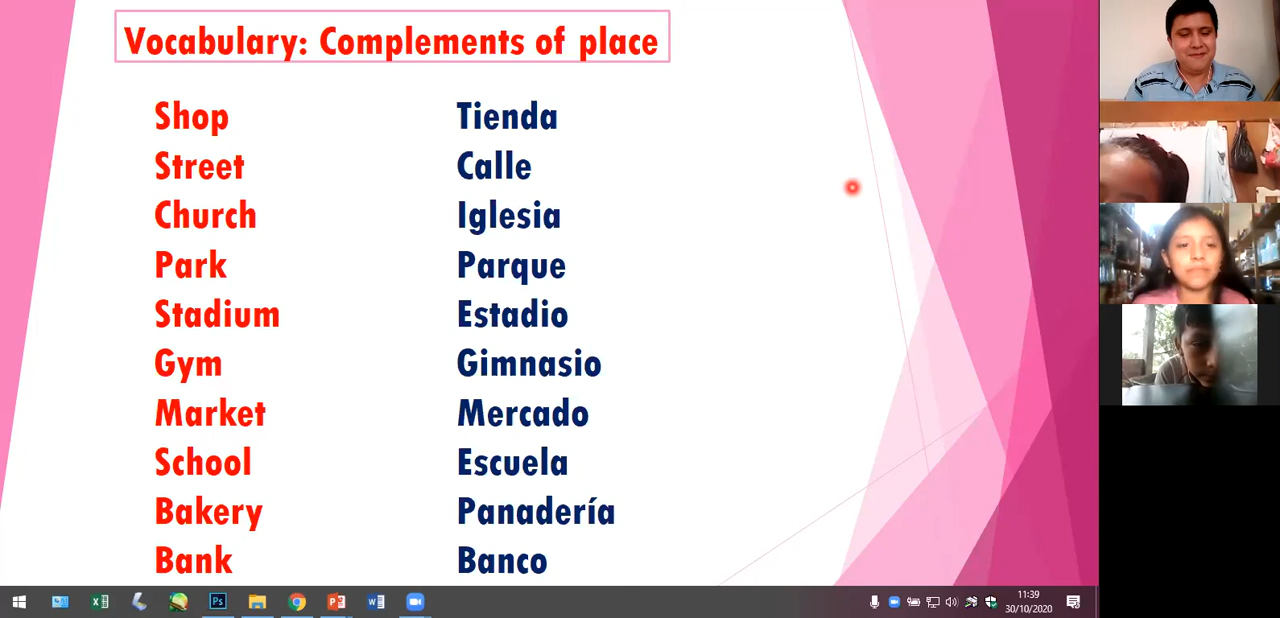 Vocabulary: Complements of place
Shop Tienda
Street Calle
Church Iglesia
Park Parque
Stadium Estadio
Gym Gimnasio
Market Mercado
School Escuela
Bakery Panadería
Bank Banco
Ps
11:39
30/10/2020